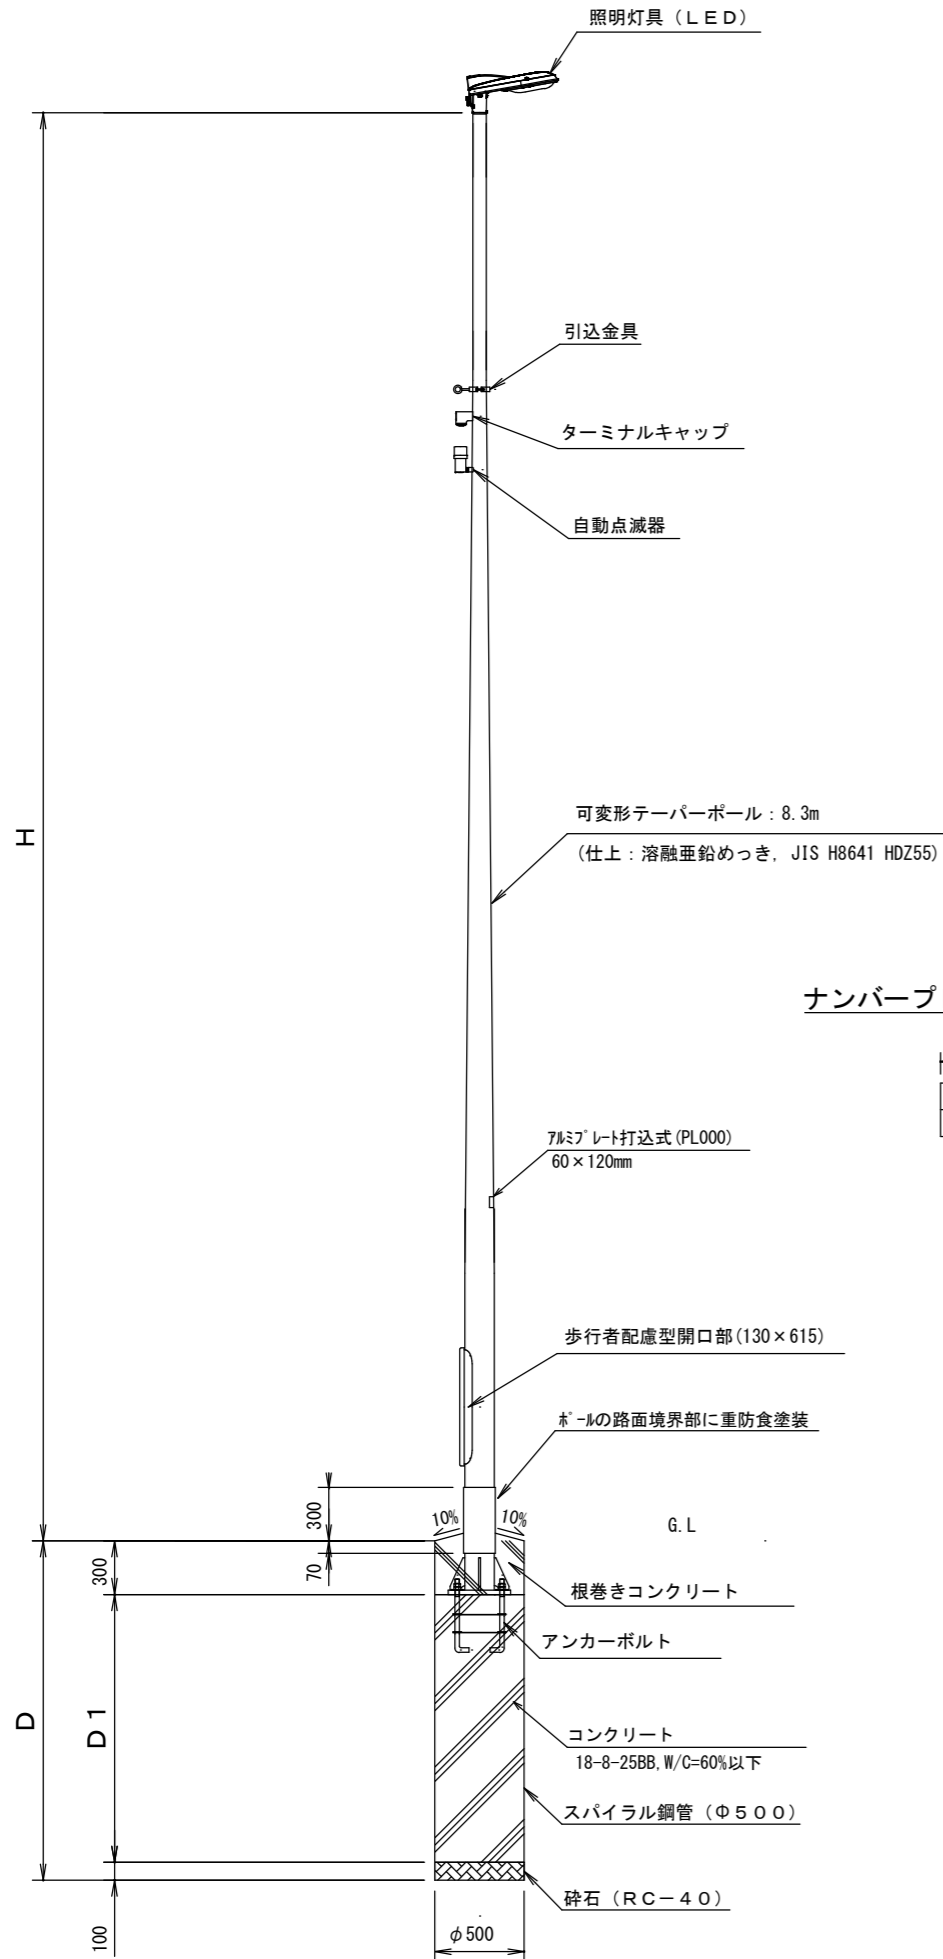 照明灯具（ＬＥＤ）
引込金具
ターミナルキャップ
自動点滅器
H
可変形テーパーポール：8.3m
(仕上：溶融亜鉛めっき, JIS H8641 HDZ55)
ナンバープ
ｱﾙﾐﾌﾟﾚｰﾄ打込式(PL000)
60×120mm
歩行者配慮型開口部(130×615)
ﾎﾟｰﾙの路面境界部に重防食塗装
300
10%
10%
G.L
300
70
根巻きコンクリート
アンカーボルト
D
D1
コンクリート
18-8-25BB,W/C=60%以下
スパイラル鋼管（Φ５００）
砕石（ＲＣ－４０）
100
φ500